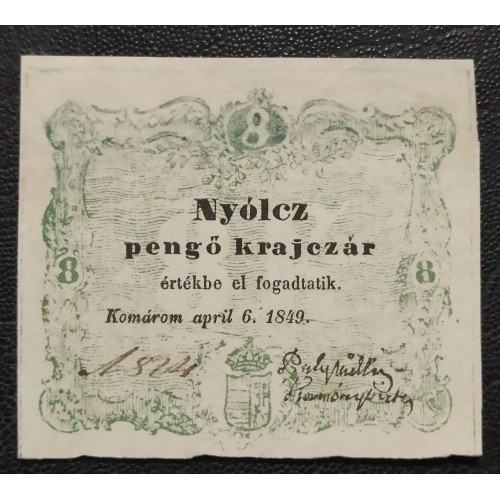 8
Nyólcz
pengő krajczár
8 értékbe el fogadtatik. 8
Komárom april 6. 1849.